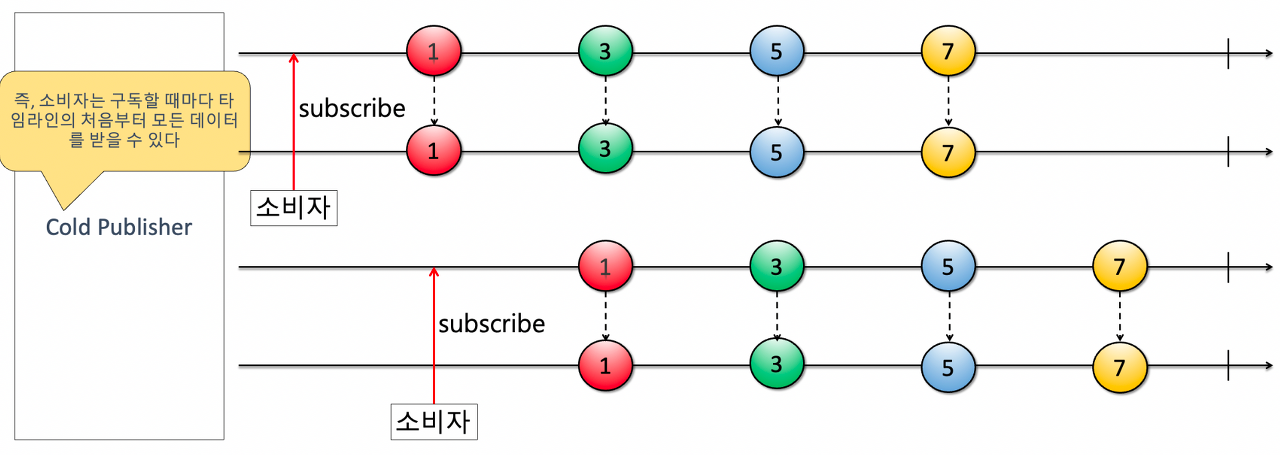 1 3 5 7
즉, 소비자는 구독할 때마다 타
임라인의 처음부터 모든 데이터
를 받을 수 있다
subscribe
1 3 5 7
소비자
Cold Publisher
1 3 5 7
subscribe
1 3 5 7
소비자